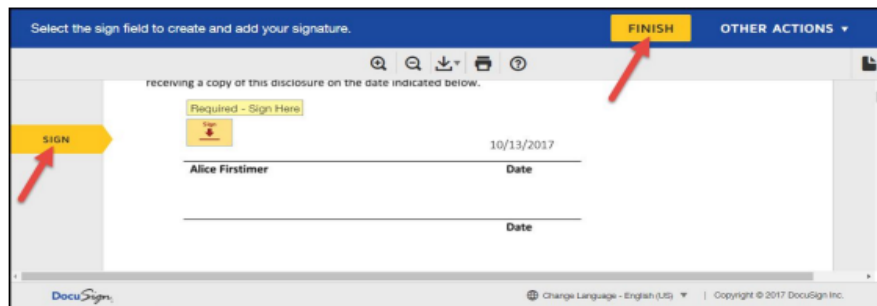 Select the sign field to create and add your signature. FINISH OTHER ACTIONS
receiving a copy of this disclosure on the date indicated below.
Required - Sign Here
Sign
SIGN
10/13/2017
Alice Firstimer Date
Date
DocuSign Change Language - English (US) | Copyright © 2017 DocuSign Inc.